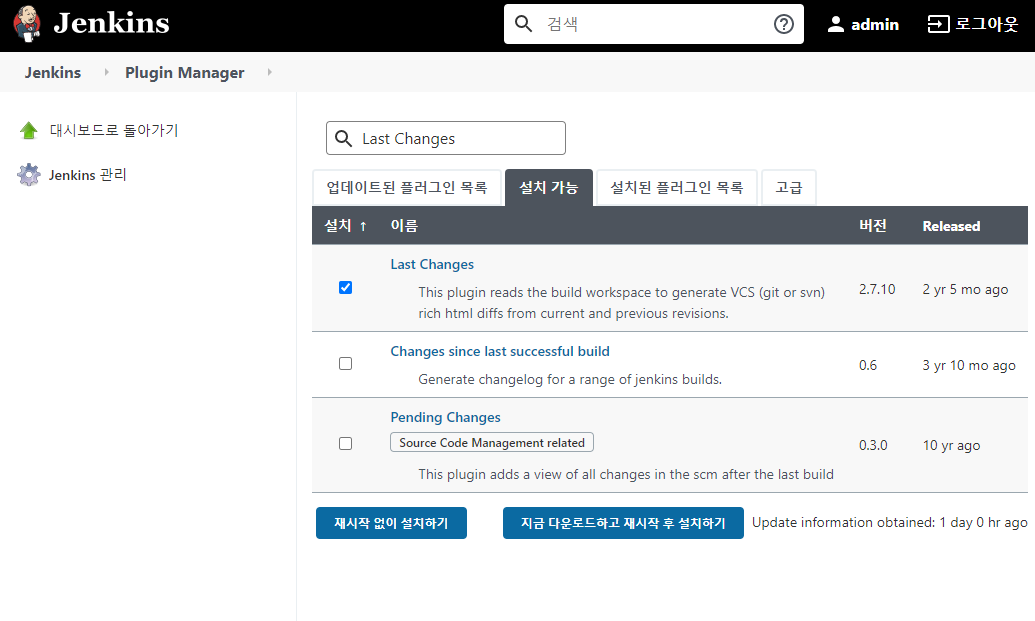 Jenkins
검색
admin
로그아웃
Jenkins
Plugin Manager
대시보드로 돌아가기
Jenkins 관리
Last Changes
업데이트된 플러그인 목록
설치 가능
설치된 플러그인 목록
고급
설치 ↑ 이름 버전 Released
Last Changes
This plugin reads the build workspace to generate VCS (git or svn)
rich html diffs from current and previous revisions.
2.7.10
2 yr 5 mo ago
Changes since last successful build
Generate changelog for a range of jenkins builds.
0.6
3 yr 10 mo ago
Pending Changes
Source Code Management related
This plugin adds a view of all changes in the scm after the last build
0.3.0
10 yr ago
재시작 없이 설치하기
지금 다운로드하고 재시작 후 설치하기
Update information obtained: 1 day 0 hr ago